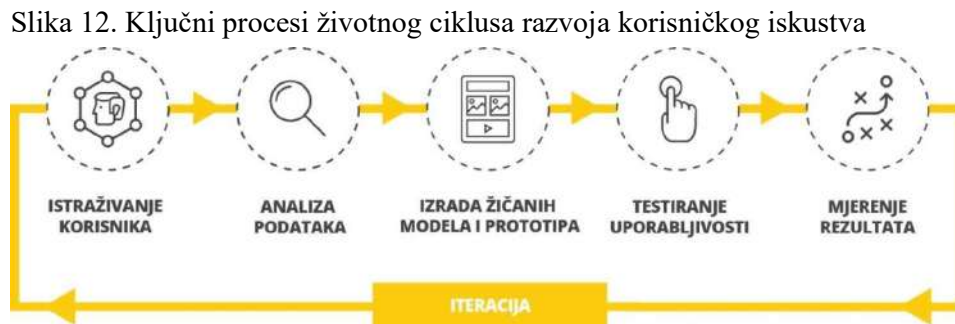 Slika 12. Ključni procesi životnog ciklusa razvoja korisničkog iskustva
ISTRAŽIVANJE
KORISNIKA
ANALIZA
PODATAKA
IZRADA ŽIČANIH
MODELA I PROTOTIPA
TESTIRANJE
UPORABLJIVOSTI
MJERENJE
REZULTATA
ITERACIJA